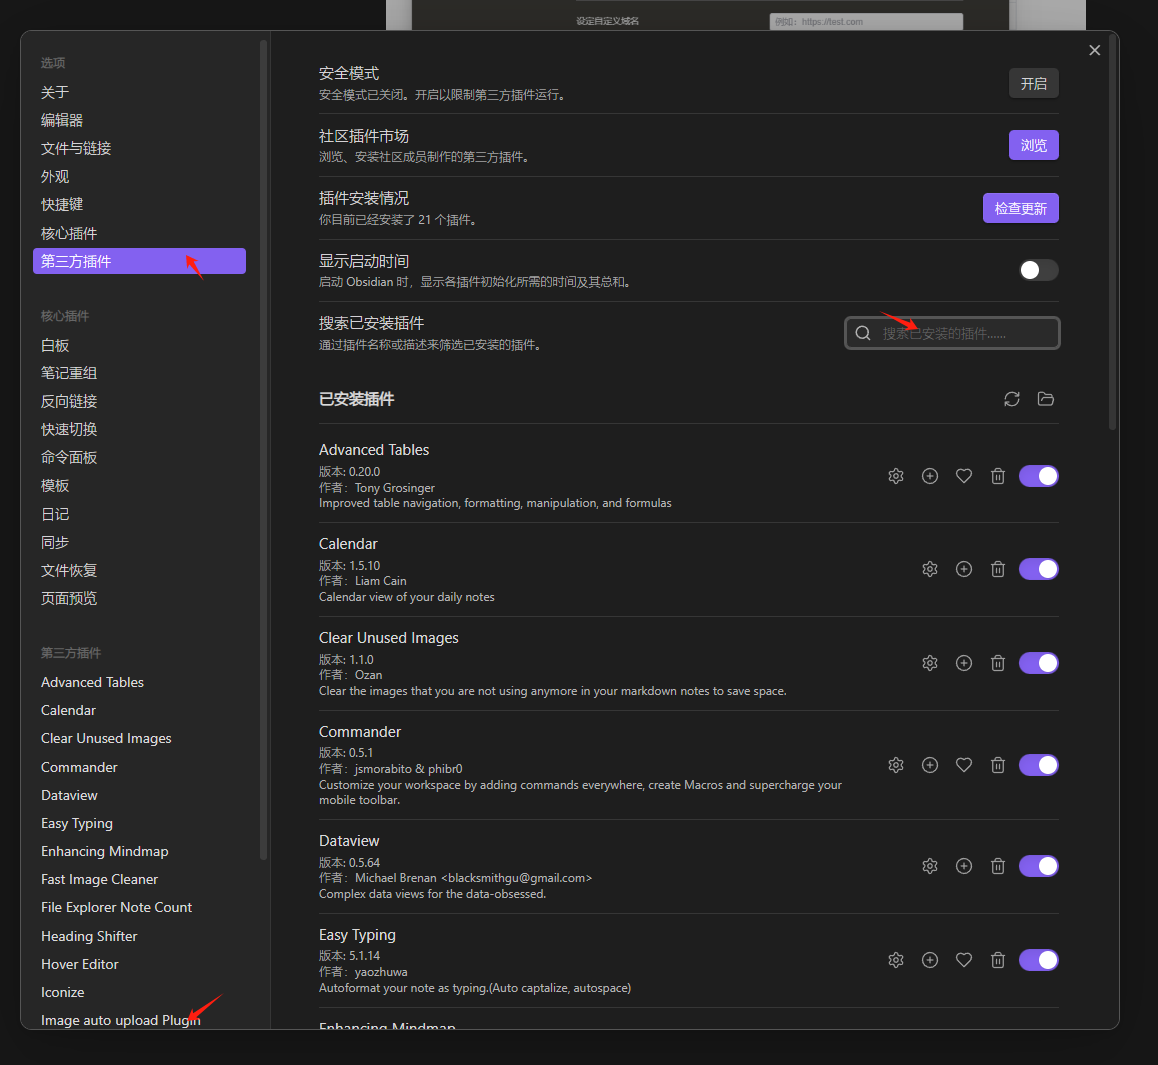 设定自定义域名
例如：https://test.com
选项
关于
编辑器
文件与链接
外观
快捷键
核心插件
第三方插件
核心插件
白板
笔记重组
反向链接
快速切换
命令面板
模板
日记
同步
文件恢复
页面预览
第三方插件
Advanced Tables
Calendar
Clear Unused Images
Commander
Dataview
Easy Typing
Enhancing Mindmap
Fast Image Cleaner
File Explorer Note Count
Heading Shifter
Hover Editor
Iconize
Image auto upload Plugin
安全模式
安全模式已关闭。开启以限制第三方插件运行。
开启
社区插件市场
浏览、安装社区成员制作的第三方插件。
浏览
插件安装情况
你目前已经安装了 21 个插件。
检查更新
显示启动时间
启动 Obsidian 时，显示各插件初始化所需的时间及其总和。
搜索已安装插件
通过插件名称或描述来筛选已安装的插件。
搜索已安装的插件......
已安装插件
Advanced Tables
版本: 0.20.0
作者：Tony Grosinger
Improved table navigation, formatting, manipulation, and formulas
Calendar
版本: 1.5.10
作者：Liam Cain
Calendar view of your daily notes
Clear Unused Images
版本: 1.1.0
作者：Ozan
Clear the images that you are not using anymore in your markdown notes to save space.
Commander
版本: 0.5.1
作者：jsmorabito & phibr0
Customize your workspace by adding commands everywhere, create Macros and supercharge your
mobile toolbar.
Dataview
版本: 0.5.64
作者：Michael Brenan <blacksmithgu@gmail.com>
Complex data views for the data-obsessed.
Easy Typing
版本: 5.1.14
作者：yaozhuwa
Autoformat your note as typing.(Auto captalize, autospace)
Enhancing Mindmap